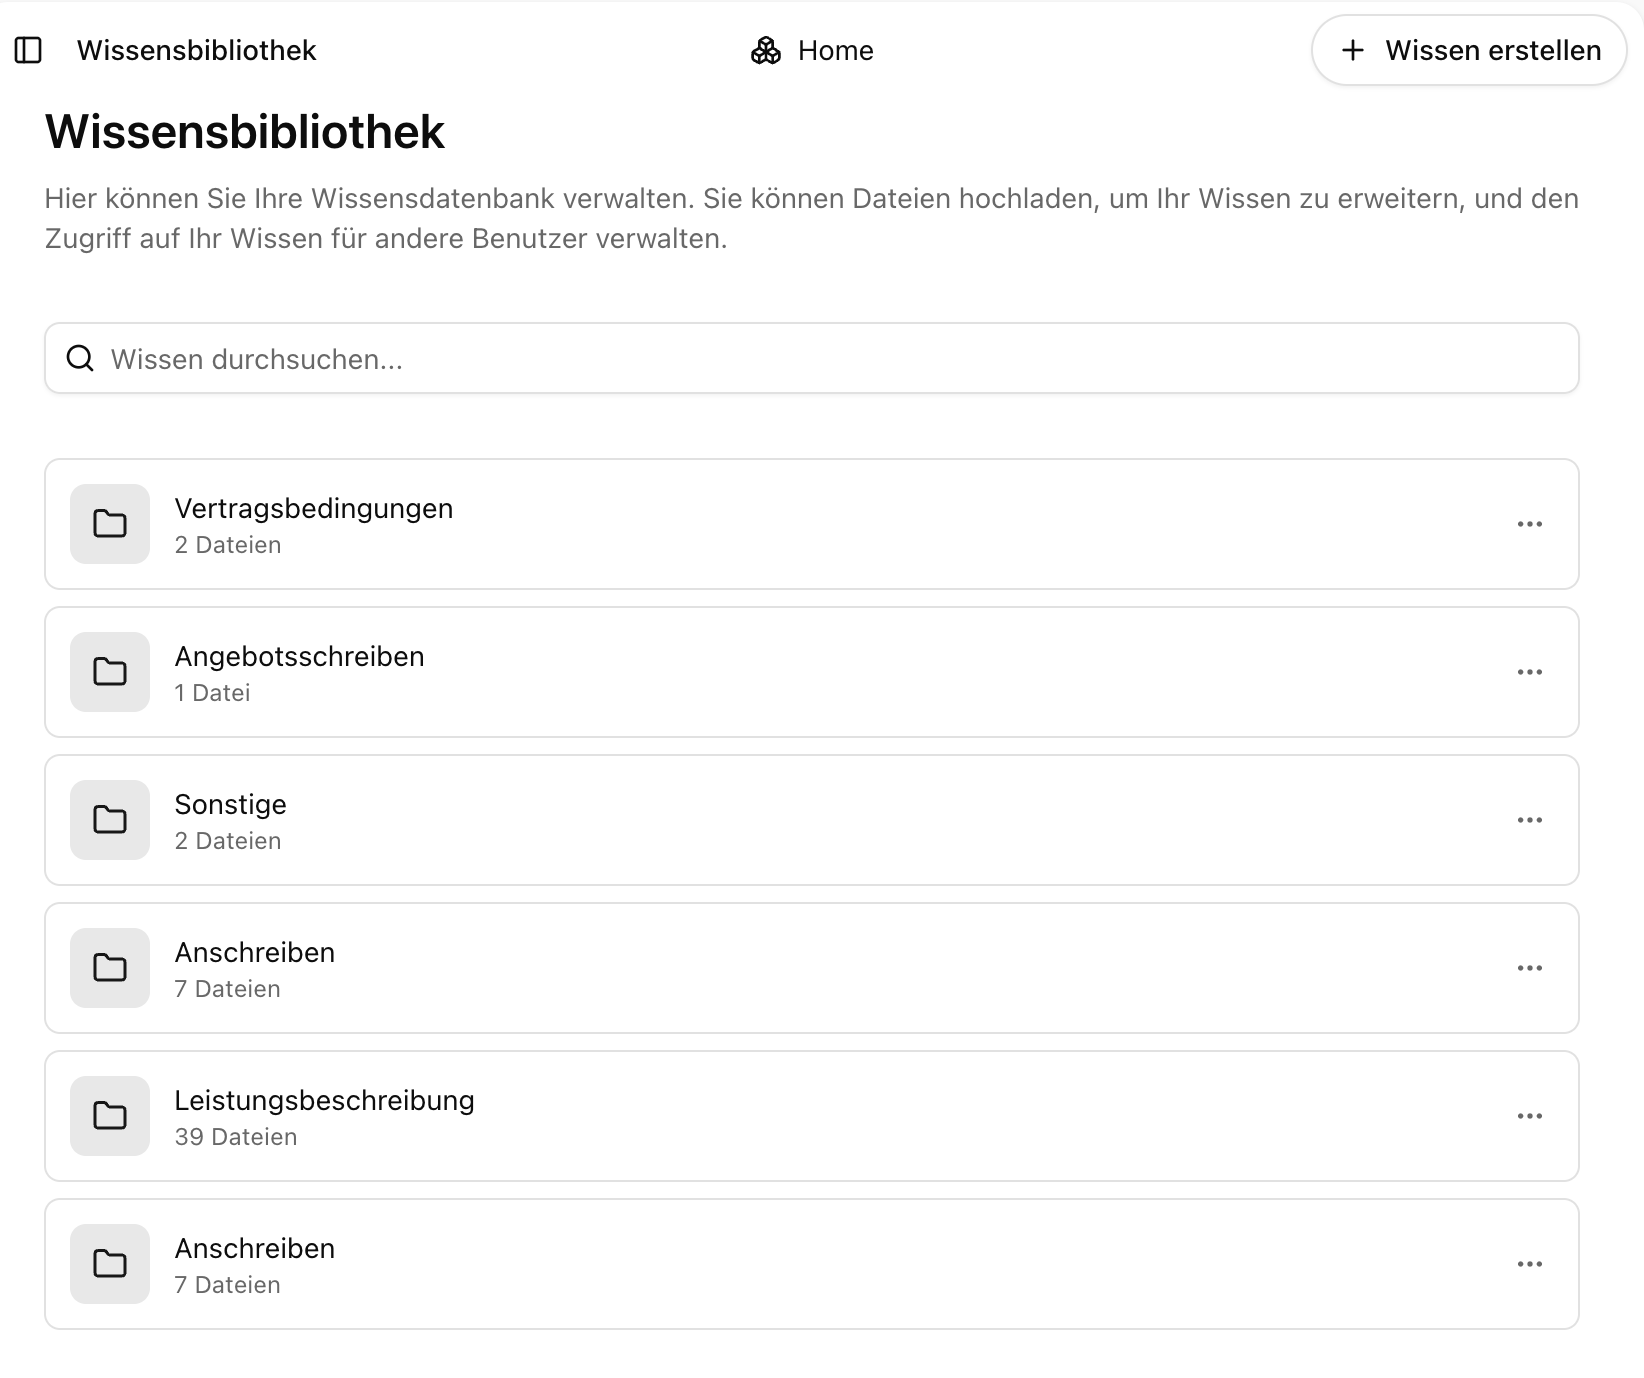 Wissensbibliothek
Home
Wissen erstellen
Wissensbibliothek
Hier können Sie Ihre Wissensdatenbank verwalten. Sie können Dateien hochladen, um Ihr Wissen zu erweitern, und den
Zugriff auf Ihr Wissen für andere Benutzer verwalten.
Wissen durchsuchen...
Vertragsbedingungen
2 Dateien
Angebotsschreiben
1 Datei
Sonstige
2 Dateien
Anschreiben
7 Dateien
Leistungsbeschreibung
39 Dateien
Anschreiben
7 Dateien